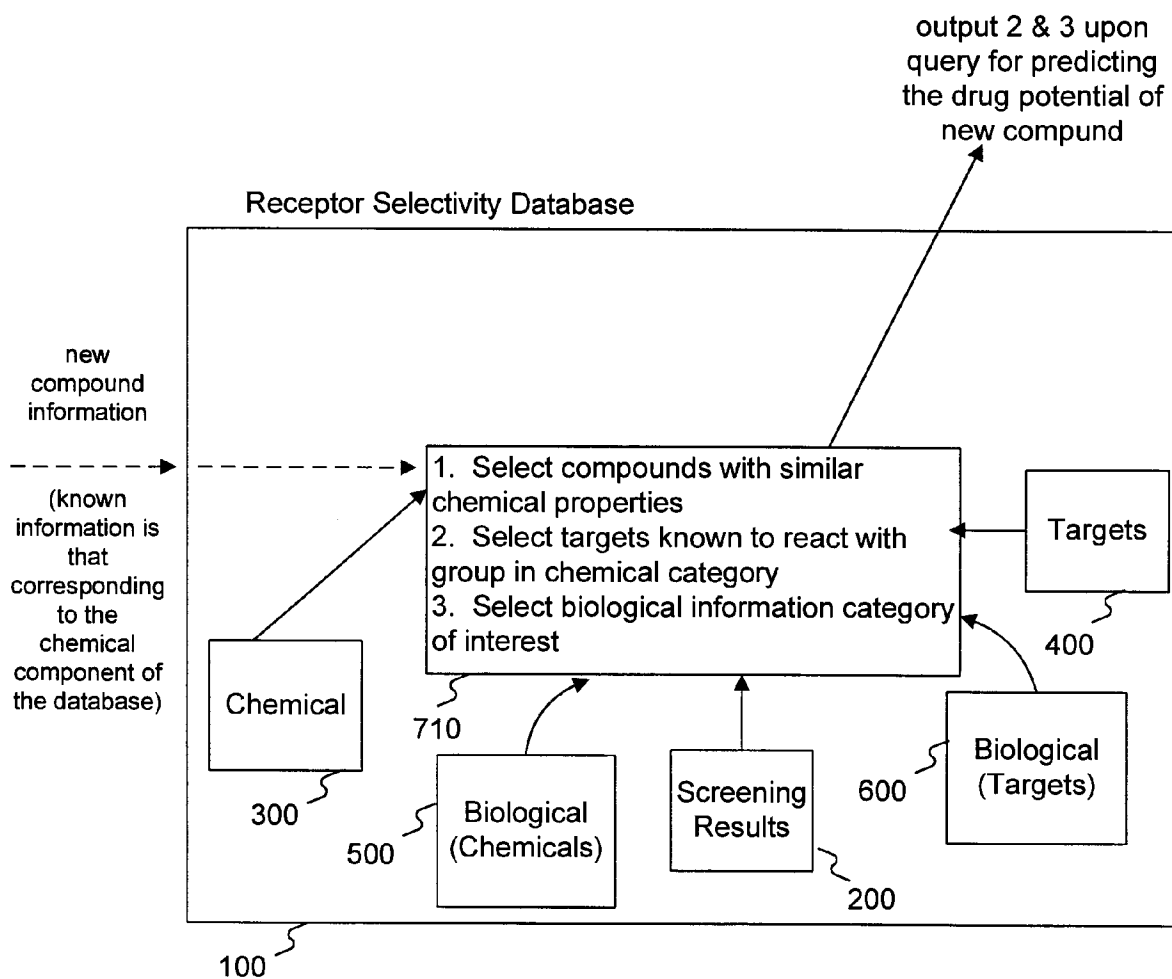 output 2 & 3 upon
query for predicting
the drug potential of
new compund
Receptor Selectivity Database
new
compound
information
(known
information is
that
corresponding
to the
chemical
component of
the database)
1. Select compounds with similar
chemical properties
2. Select targets known to react with
group in chemical category
3. Select biological information category
of interest
Targets
400
Chemical
300
710
Biological
(Chemicals)
500
Screening
Results
200
600
Biological
(Targets)
100